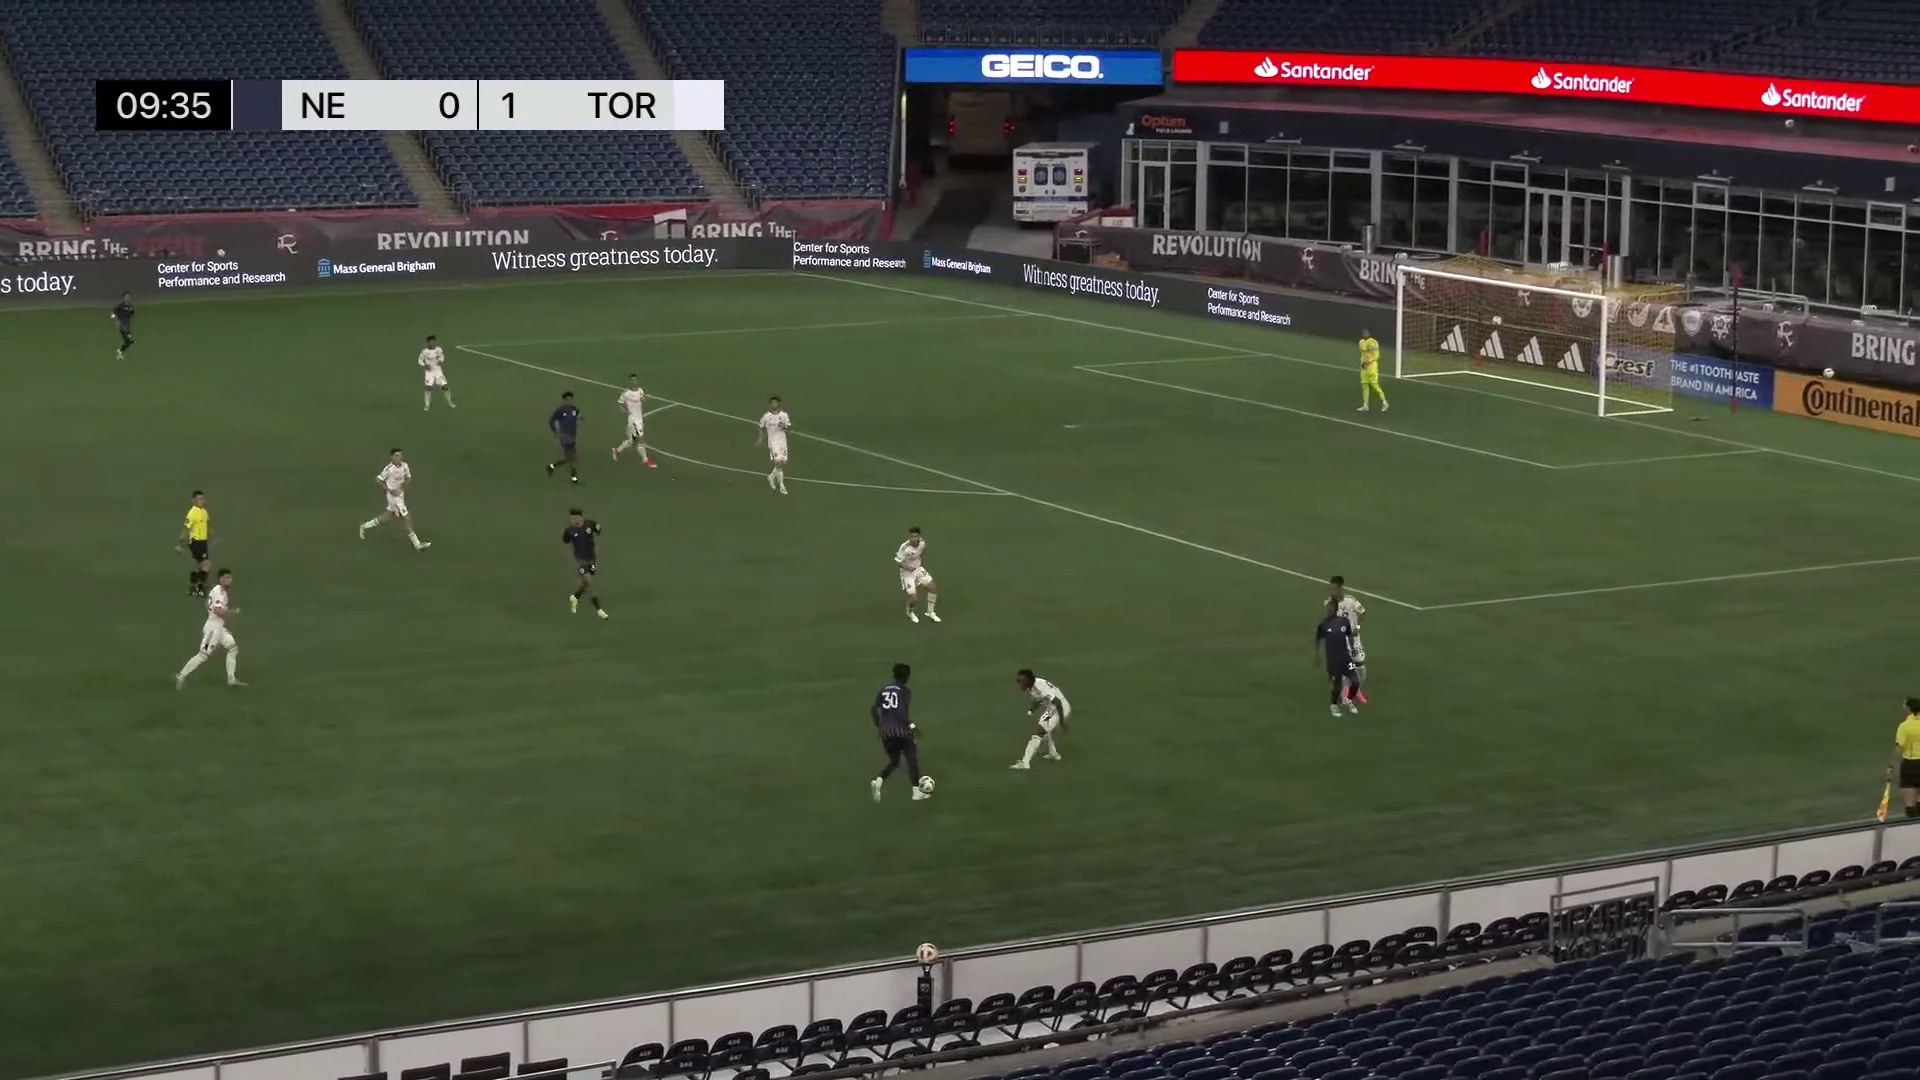 GEICO.
Santander
Santander
Santander
09:35 NE 0 1 TOR
Optum
FIELD LOUNGE
BRING THE
REVOLUTION
BRING THE
REVOLUTION
BRING THE
s today.
Center for Sports
Performance and Research
Mass General Brigham
Witness greatness today.
Center for Sports
Performance and Research
Mass General Brigham
Witness greatness today.
Center for Sports
Performance and Research
Crest
THE #1 TOOTHPASTE
BRAND IN AMERICA
BRING
Continental
30